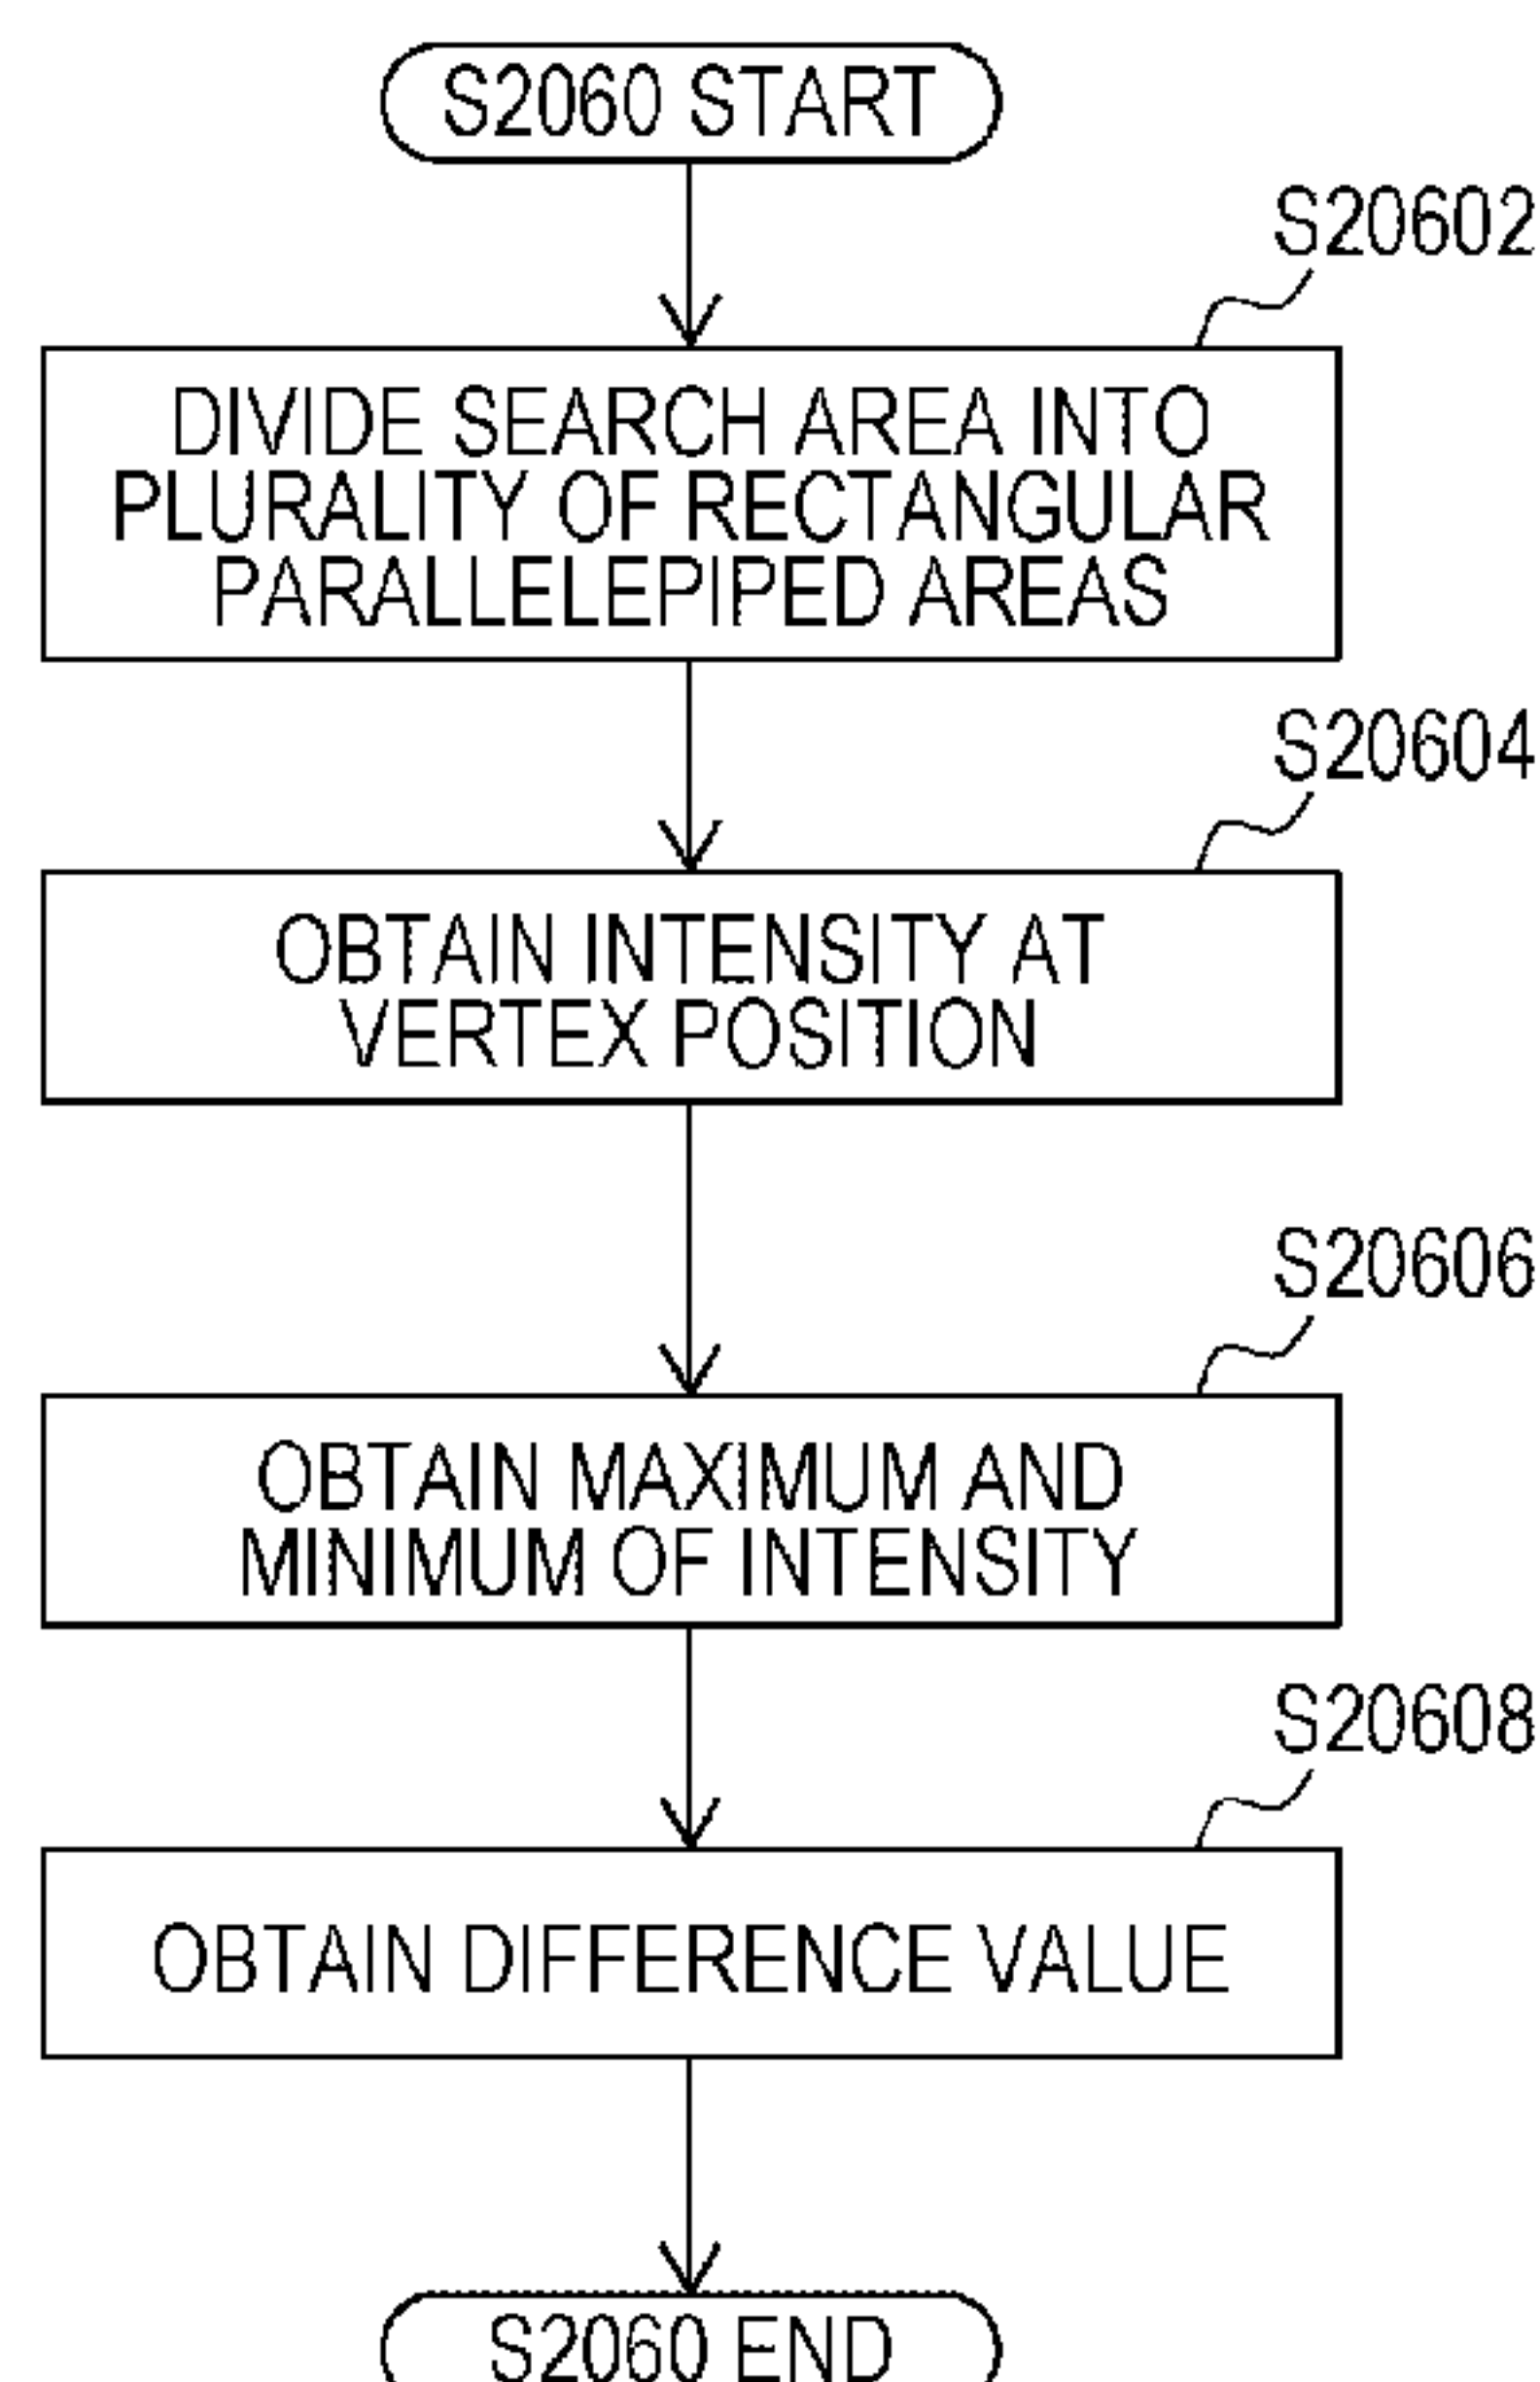 S2060 START
S20602
DIVIDE SEARCH AREA INTO
PLURALITY OF RECTANGULAR
PARALLELEPIPED AREAS
S20604
OBTAIN INTENSITY AT
VERTEX POSITION
S20606
OBTAIN MAXIMUM AND
MINIMUM OF INTENSITY
S20608
OBTAIN DIFFERENCE VALUE
S2060 END